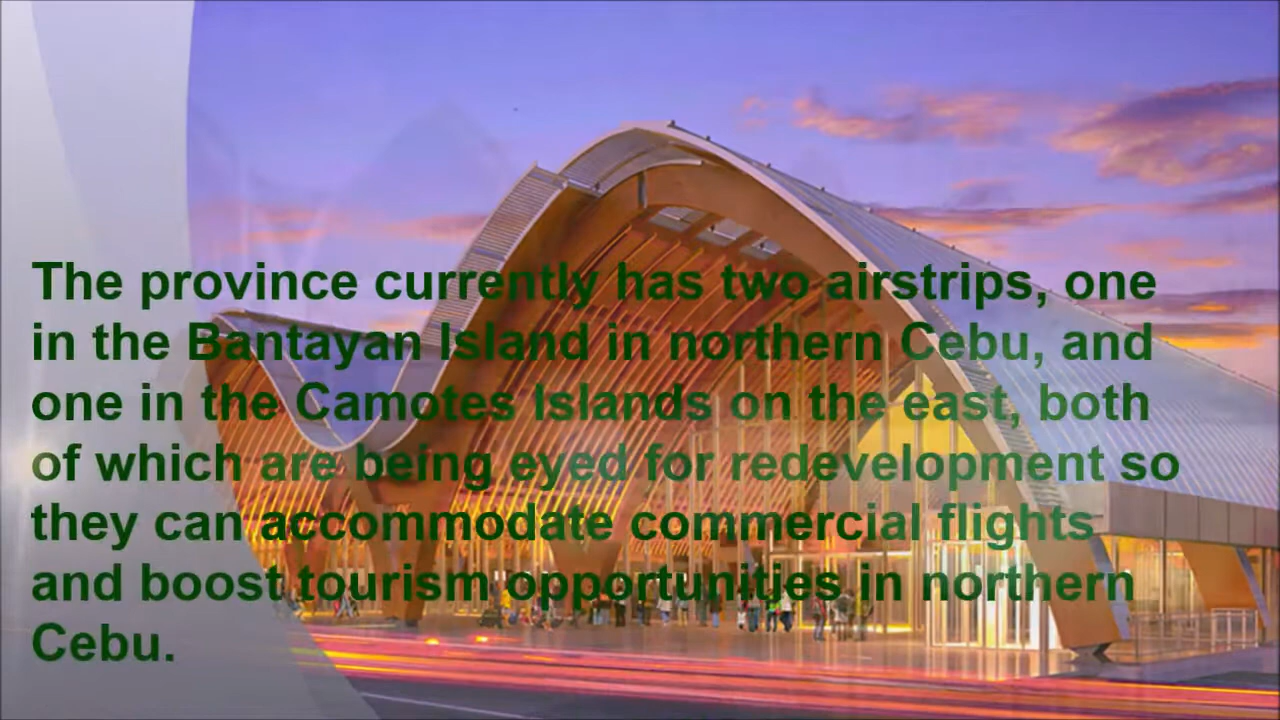 The province currently has two airstrips, one
in the Bantayan Island in northern Cebu, and
one in the Camotes Islands on the east, both
of which are being eyed for redevelopment so
they can accommodate commercial flights
and boost tourism opportunities in northern
Cebu.